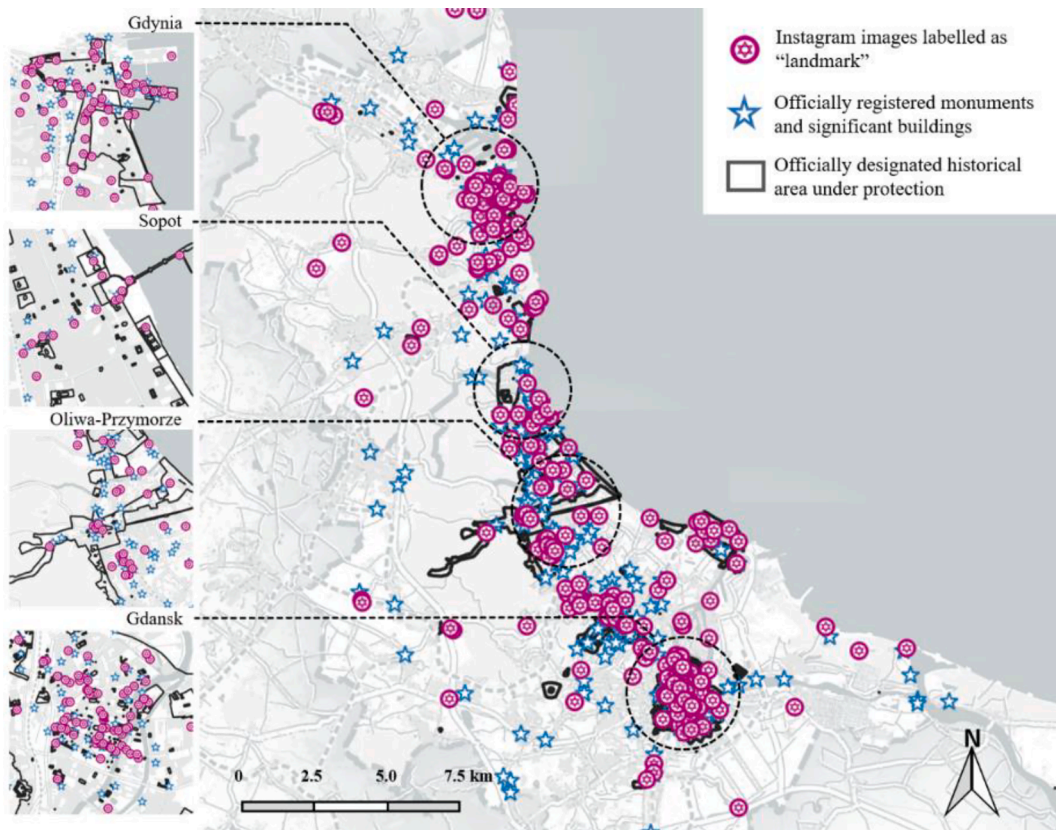 Gdynia
Instagram images labelled as
“landmark”
Officially registered monuments
and significant buildings
Officially designated historical
area under protection
Sopot
Oliwa-Przymorze
Gdansk
0 2.5 5.0 7.5 km
N